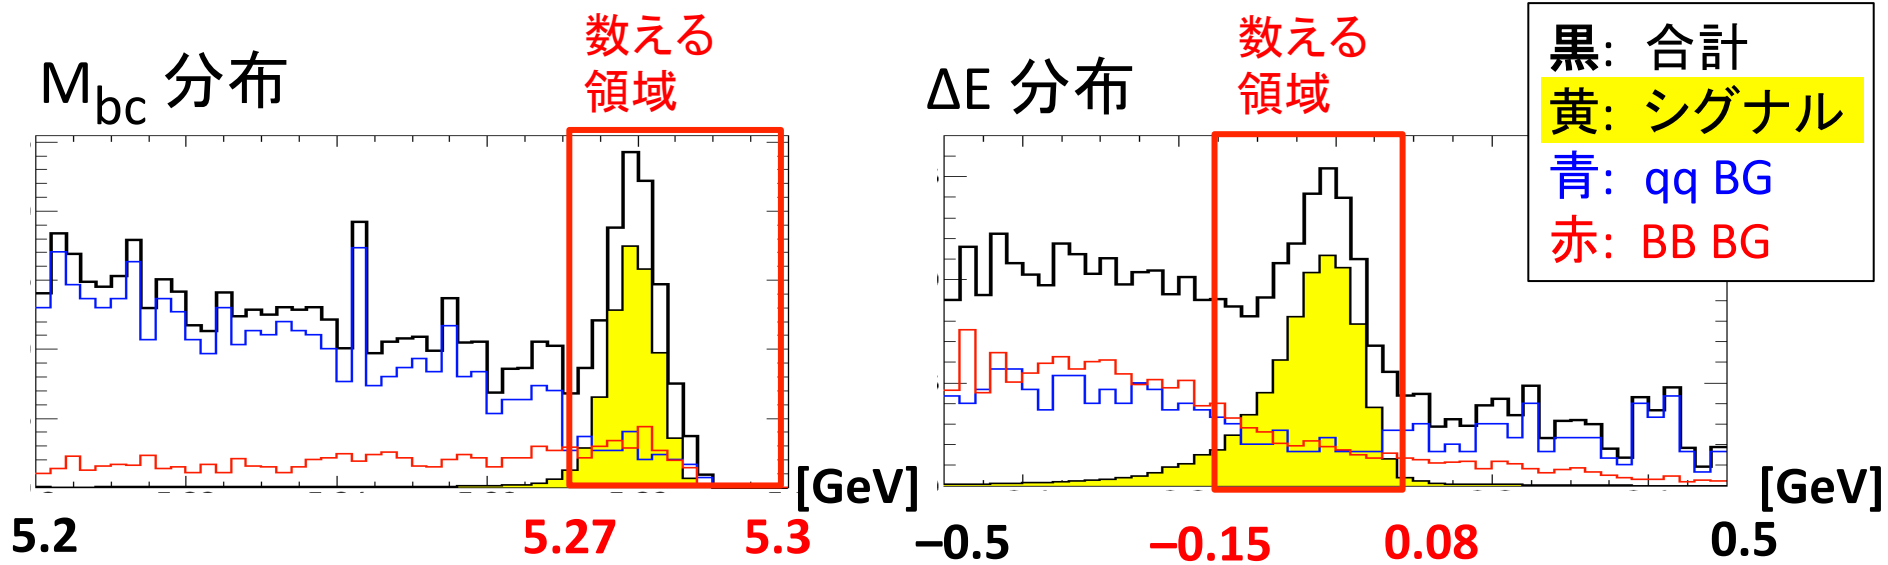 M_bc 分布
数える
領域
[GeV]
5.2
5.27
5.3
ΔE 分布
数える
領域
[GeV]
–0.5
–0.15
0.08
0.5
黒: 合計
黄: シグナル
青: qq BG
赤: BB BG